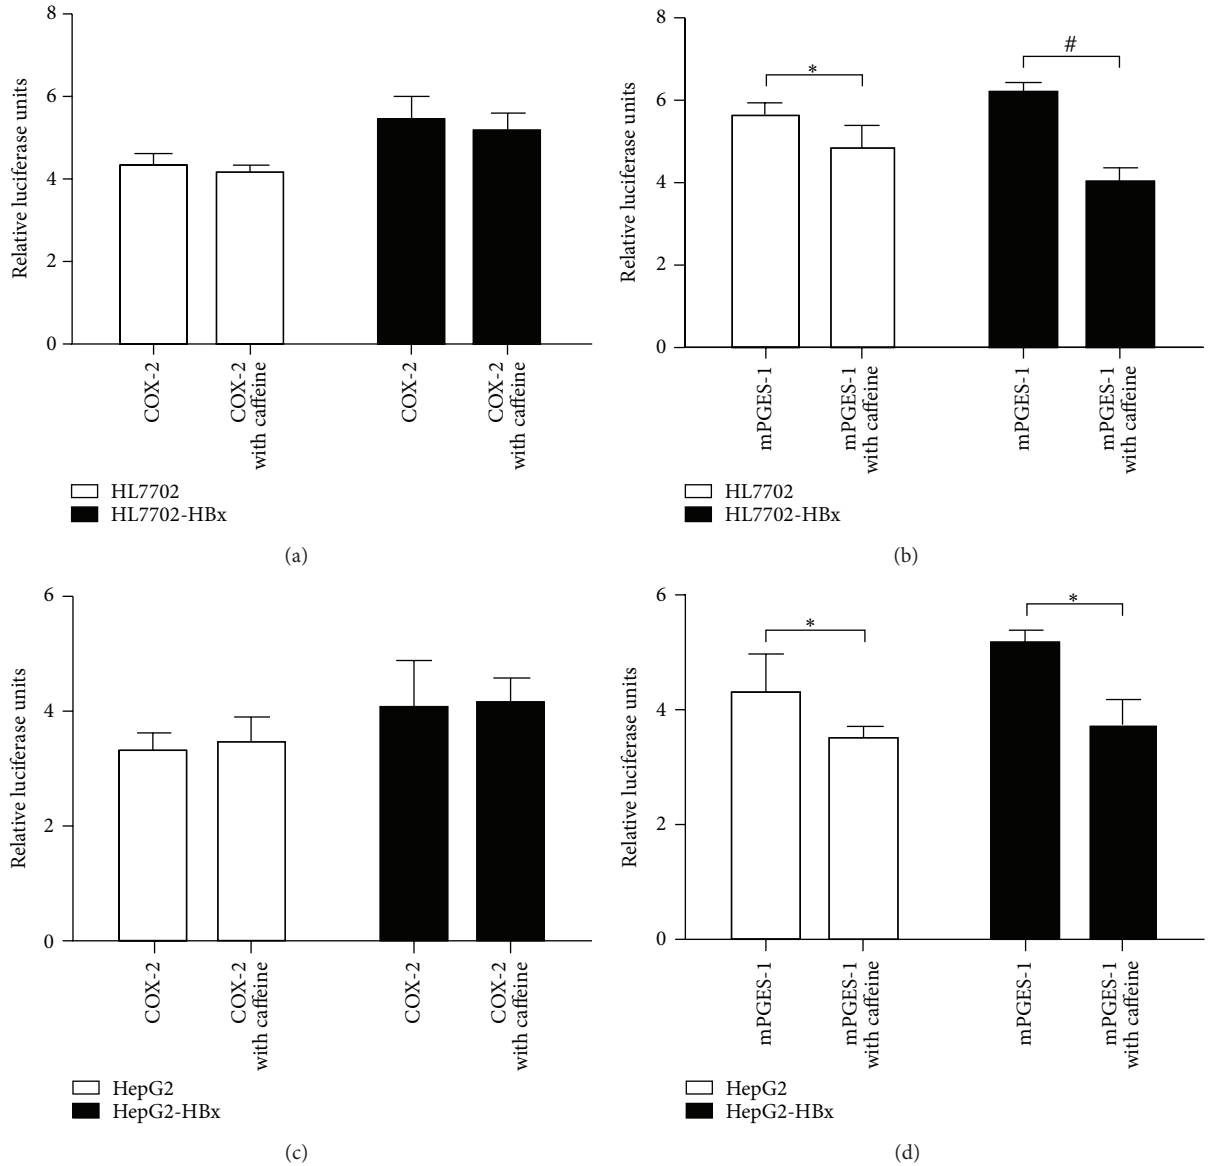 8
6
4
2
0
Relative luciferase units
COX-2
COX-2
with caffeine
COX-2
COX-2
with caffeine
HL7702
HL7702-HBx
(a)
8
6
4
2
0
Relative luciferase units
*
#
mPGES-1
mPGES-1
with caffeine
mPGES-1
mPGES-1
with caffeine
HL7702
HL7702-HBx
(b)
6
4
2
0
Relative luciferase units
COX-2
COX-2
with caffeine
COX-2
COX-2
with caffeine
HepG2
HepG2-HBx
(c)
6
4
2
0
Relative luciferase units
*
*
mPGES-1
mPGES-1
with caffeine
mPGES-1
mPGES-1
with caffeine
HepG2
HepG2-HBx
(d)